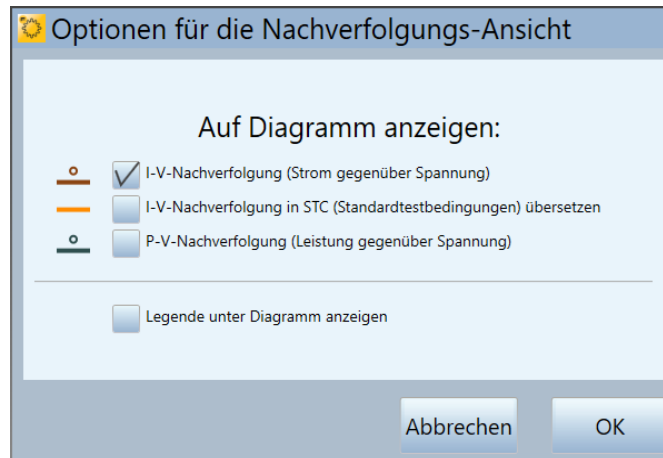 Optionen für die Nachverfolgungs-Ansicht
Auf Diagramm anzeigen:
I-V-Nachverfolgung (Strom gegenüber Spannung)
I-V-Nachverfolgung in STC (Standardtestbedingungen) übersetzen
P-V-Nachverfolgung (Leistung gegenüber Spannung)
Legende unter Diagramm anzeigen
Abbrechen OK